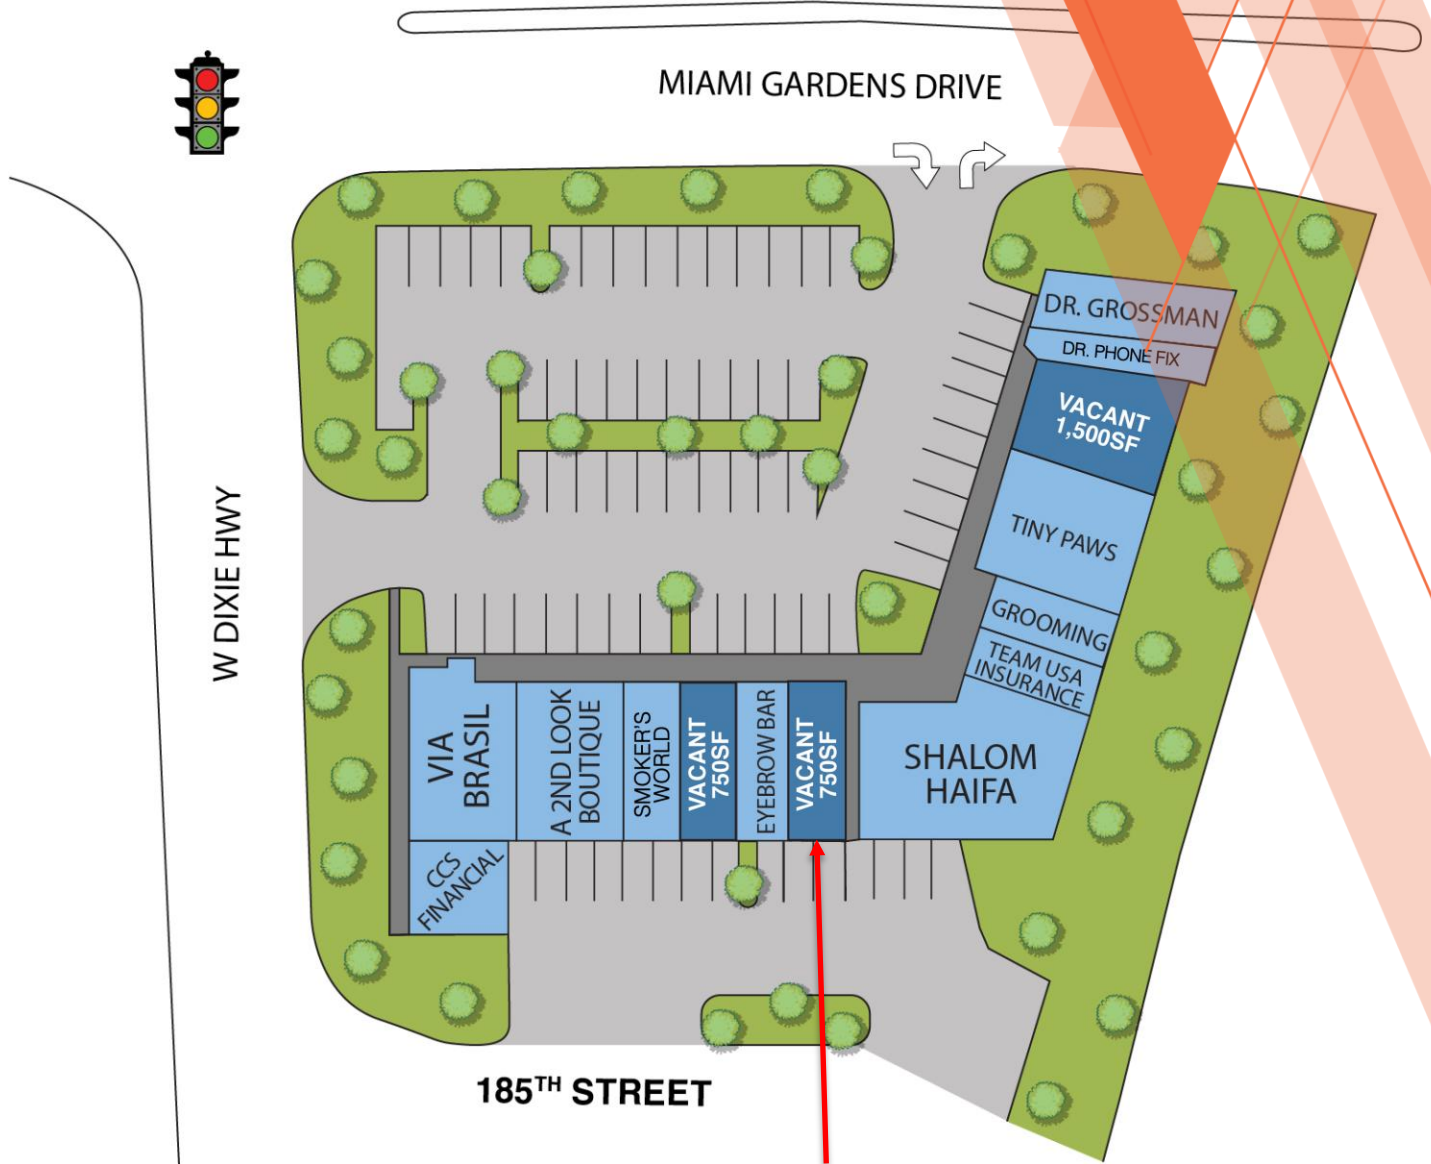 MIAMI GARDENS DRIVE
DR. GROSSMAN
DR. PHONE FIX
VACANT
1,500SF
TINY PAWS
GROOMING
TEAM USA
INSURANCE
SHALOM
HAIFA
W DIXIE HWY
VIA
BRASIL
A 2ND LOOK
BOUTIQUE
SMOKER'S
WORLD
VACANT
750SF
EYEBROW BAR
VACANT
750SF
CCS
FINANCIAL
185TH STREET